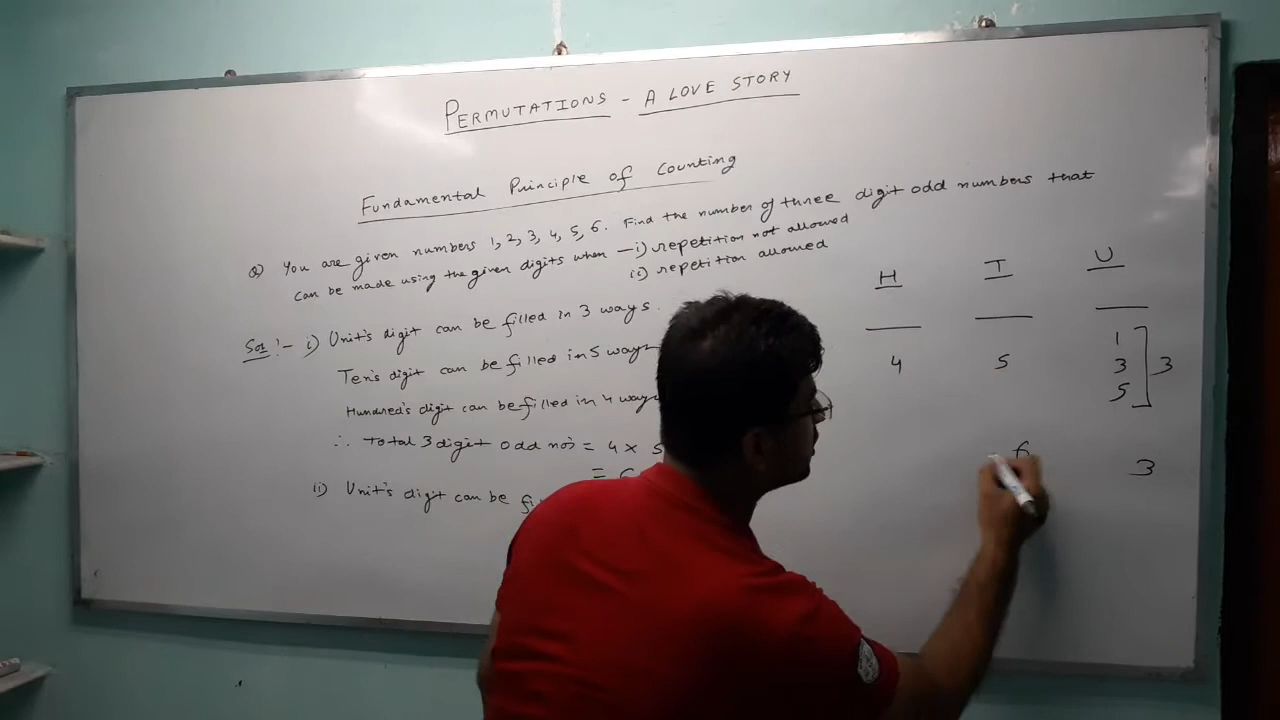 PERMUTATIONS - A LOVE STORY
Fundamental Principle of Counting
Q) You are given numbers 1, 2, 3, 4, 5, 6. Find the number of three digit odd numbers that
can be made using the given digits when - i) repetition not allowed
ii) repetition allowed
Sol:- i) Unit's digit can be filled in 3 ways.
Ten's digit can be filled in 5 ways
Hundred's digit can be filled in 4 ways
∴ Total 3 digit odd no's = 4 x 5
= 6
ii) Unit's digit can be
H T U
1
4 5 3 3
5
6 3